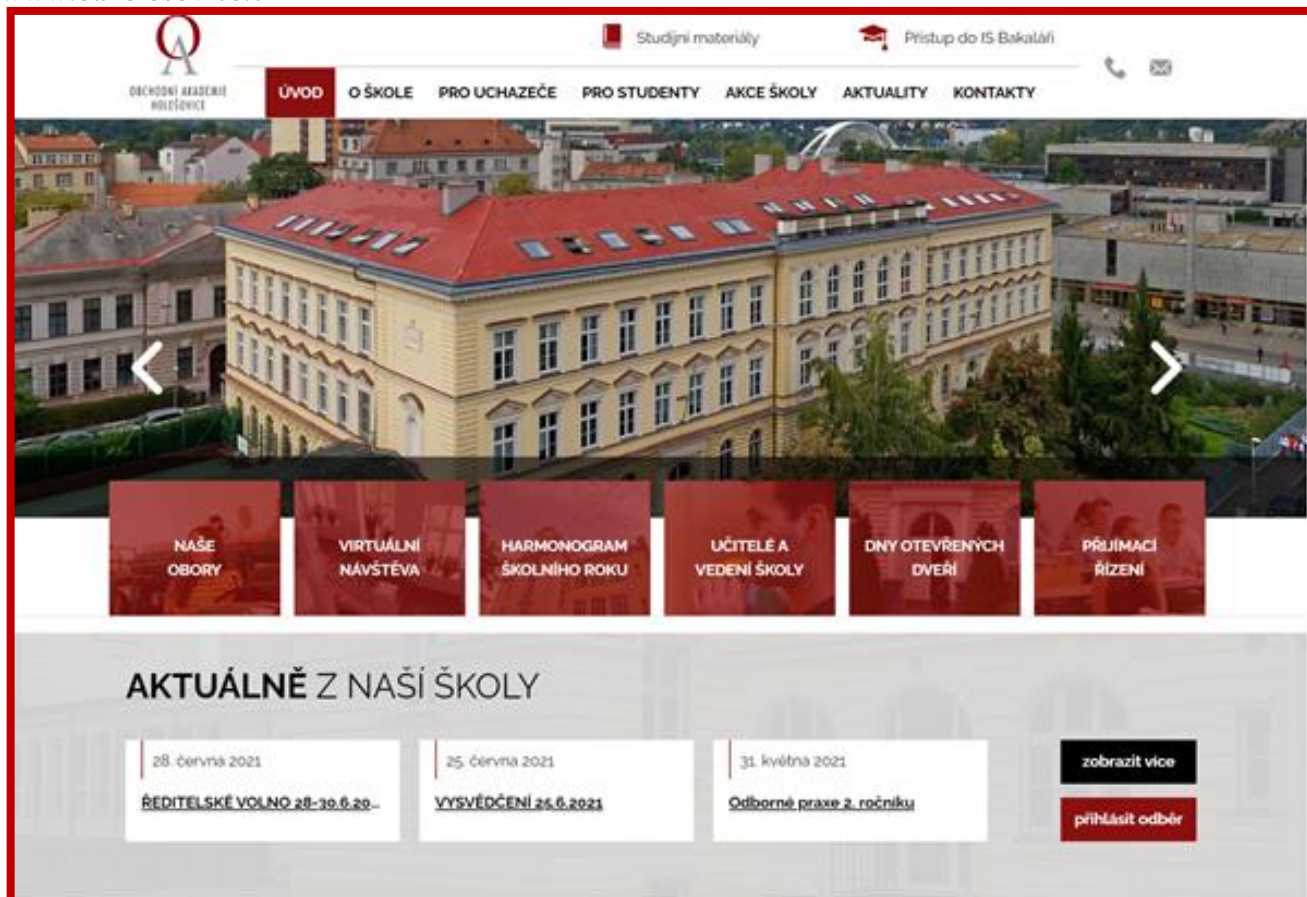 Studijní materiály
Přístup do IS Bakaláři
OBCHODNÍ AKADEMIE
HOLEŠOVICE
ÚVOD O ŠKOLE PRO UCHAZEČE PRO STUDENTY AKCE ŠKOLY AKTUALITY KONTAKTY
NAŠE
OBORY
VIRTUÁLNÍ
NÁVŠTĚVA
HARMONOGRAM
ŠKOLNÍHO ROKU
UČITELÉ A
VEDENÍ ŠKOLY
DNY OTEVŘENÝCH
DVEŘÍ
PŘIJÍMACÍ
ŘÍZENÍ
AKTUÁLNĚ Z NAŠÍ ŠKOLY
28. června 2021
ŘEDITELSKÉ VOLNO 28-30.6.20...
25. června 2021
VYSVĚDČENÍ 25.6.2021
31. května 2021
Odborné praxe 2. ročníku
zobrazit více
přihlásit odběr